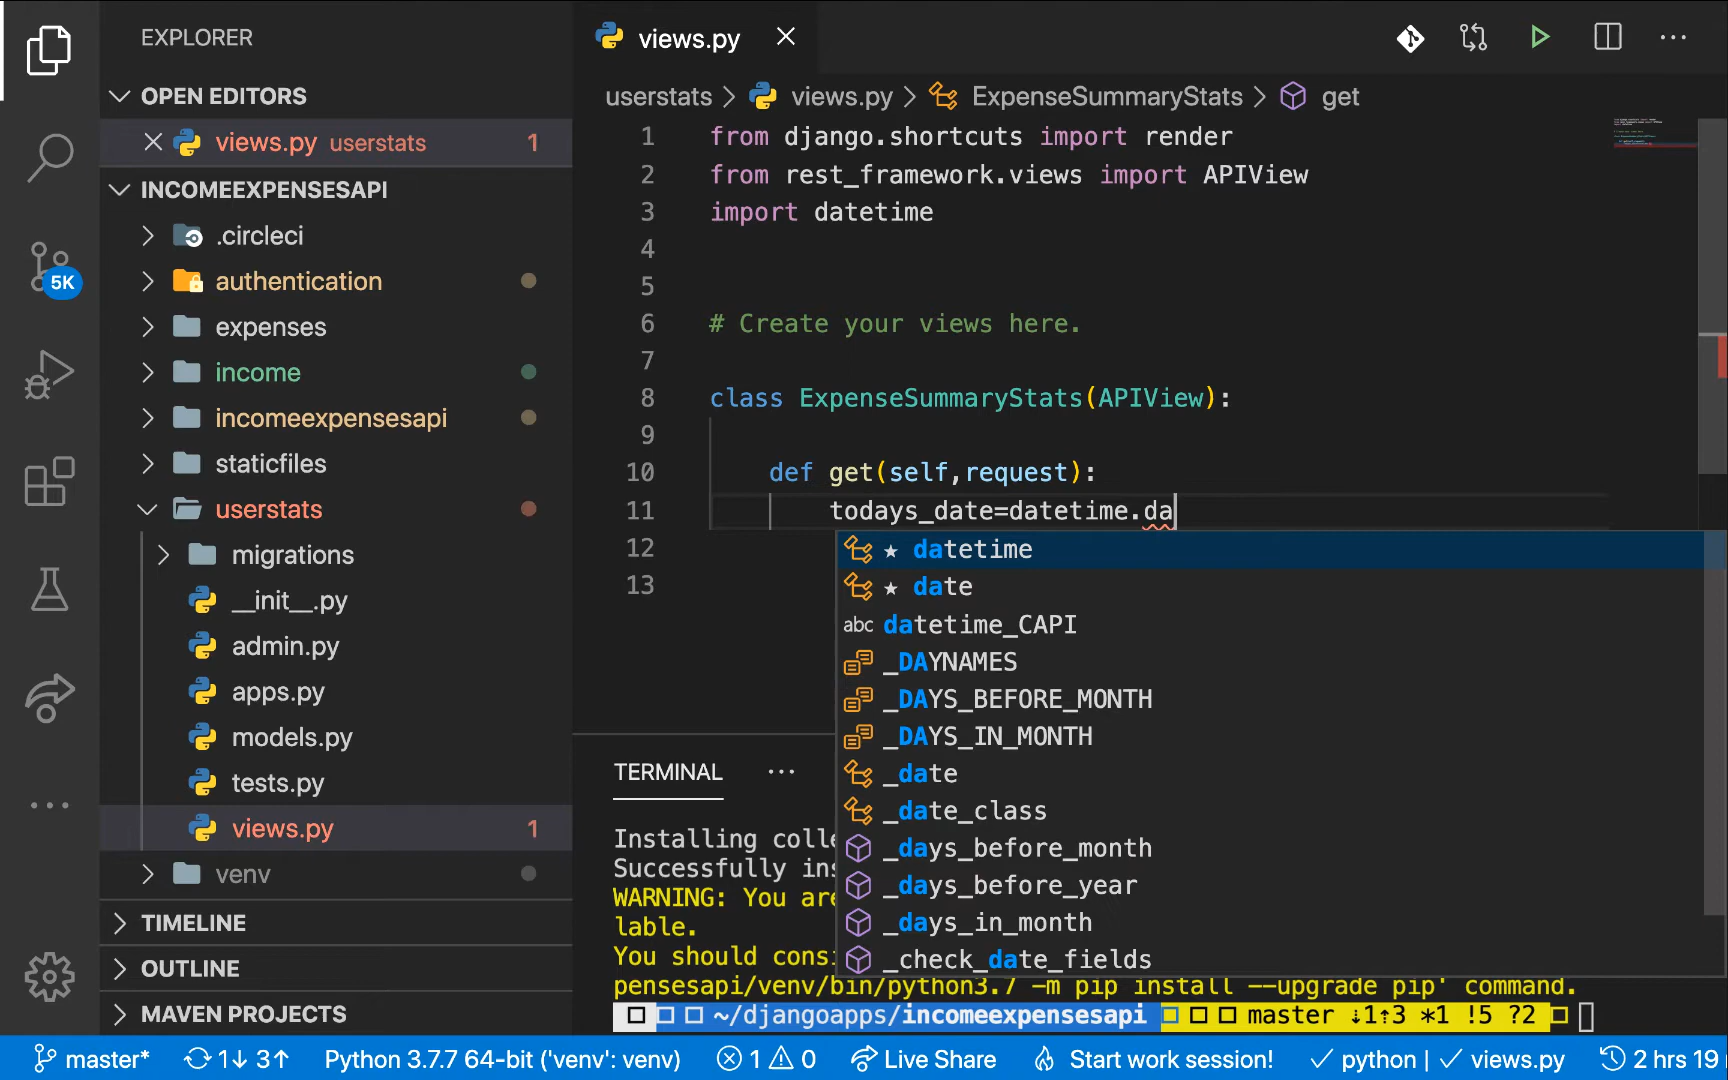 EXPLORER
OPEN EDITORS
views.py userstats 1
INCOMEEXPENSESAPI
.circleci
authentication
expenses
income
incomeexpensesapi
staticfiles
userstats
migrations
__init__.py
admin.py
apps.py
models.py
tests.py
views.py 1
venv
TIMELINE
OUTLINE
MAVEN PROJECTS
5K
views.py
userstats > views.py > ExpenseSummaryStats > get
1 from django.shortcuts import render
2 from rest_framework.views import APIView
3 import datetime
4
5
6 # Create your views here.
7
8 class ExpenseSummaryStats(APIView):
9
10 def get(self,request):
11 todays_date=datetime.da
12
13
★ datetime
★ date
abc datetime_CAPI
_DAYNAMES
_DAYS_BEFORE_MONTH
_DAYS_IN_MONTH
_date
_date_class
_days_before_month
_days_before_year
_days_in_month
_check_date_fields
TERMINAL
Installing colle
Successfully ins
WARNING: You are
lable.
You should consi
pensesapi/venv/bin/python3.7 -m pip install --upgrade pip' command.
~/djangoapps/incomeexpensesapi master ⇣1⇡3 *1 !5 ?2
master* 1↓ 3↑ Python 3.7.7 64-bit ('venv': venv) 1 0 Live Share Start work session! ✓ python | ✓ views.py 2 hrs 19